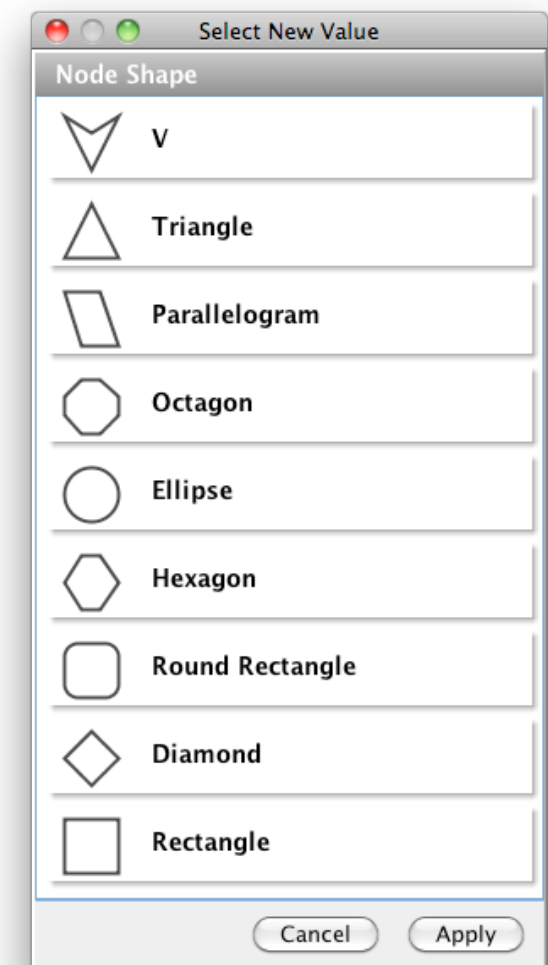 Select New Value
Node Shape
V
Triangle
Parallelogram
Octagon
Ellipse
Hexagon
Round Rectangle
Diamond
Rectangle
Cancel
Apply